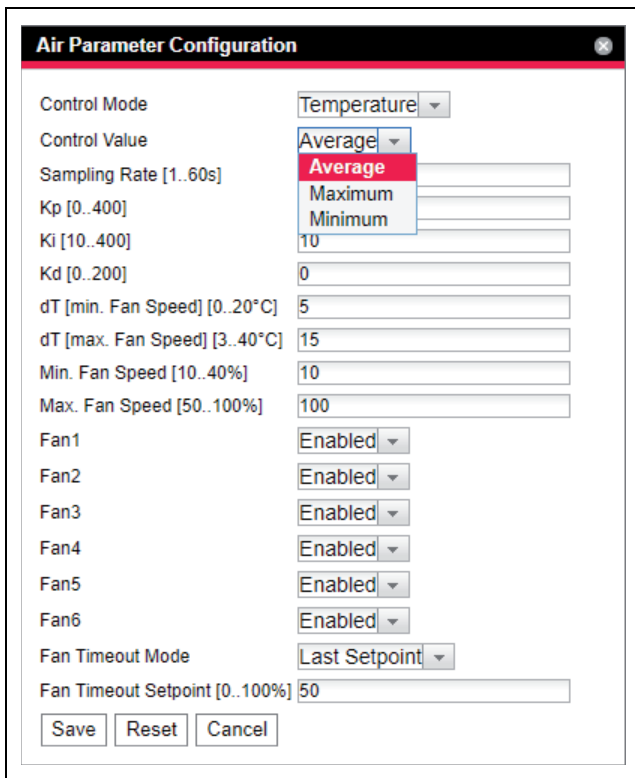 Air Parameter Configuration
Control Mode Temperature
Control Value Average
Average
Maximum
Minimum
Sampling Rate [1..60s]
Kp [0..400]
Ki [10..400] 10
Kd [0..200] 0
dT [min. Fan Speed] [0..20°C] 5
dT [max. Fan Speed] [3..40°C] 15
Min. Fan Speed [10..40%] 10
Max. Fan Speed [50..100%] 100
Fan1 Enabled
Fan2 Enabled
Fan3 Enabled
Fan4 Enabled
Fan5 Enabled
Fan6 Enabled
Fan Timeout Mode Last Setpoint
Fan Timeout Setpoint [0..100%] 50
Save Reset Cancel